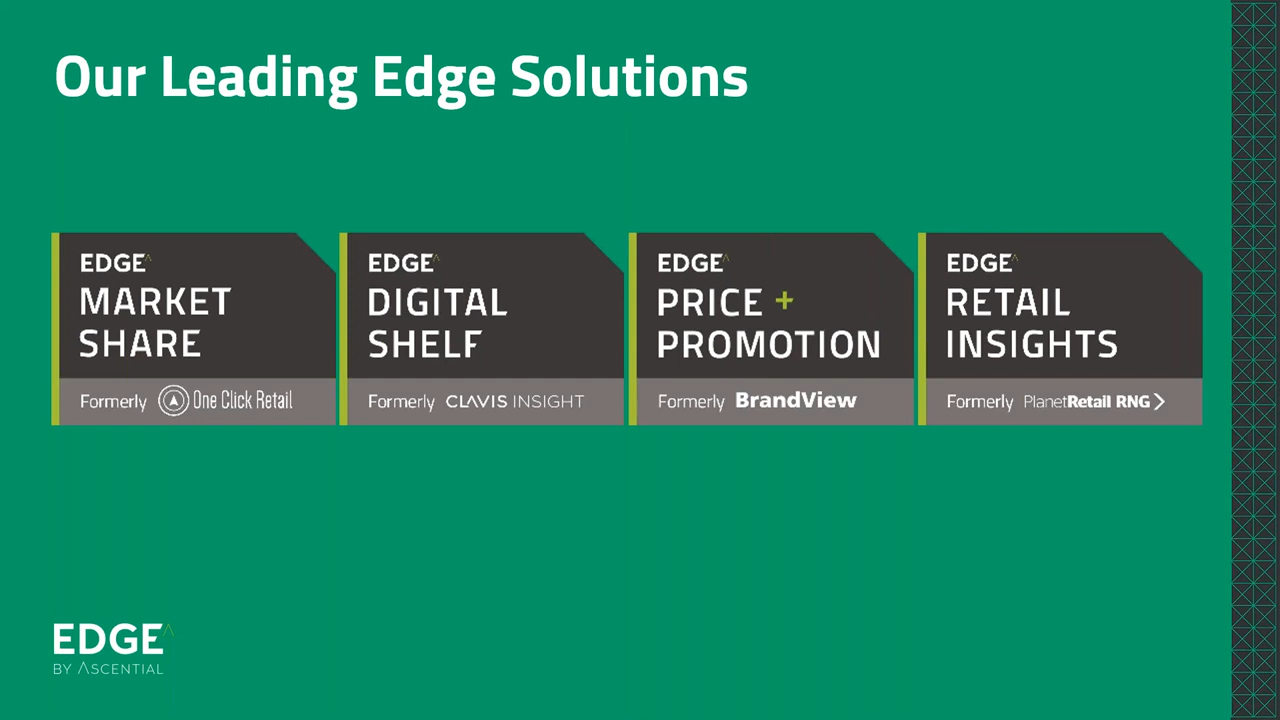 Our Leading Edge Solutions
EDGE^
MARKET
SHARE
Formerly One Click Retail
EDGE^
DIGITAL
SHELF
Formerly CLAVIS INSIGHT
EDGE^
PRICE +
PROMOTION
Formerly BrandView
EDGE^
RETAIL
INSIGHTS
Formerly PlanetRetail RNG
EDGE^
BY ASCENTIAL